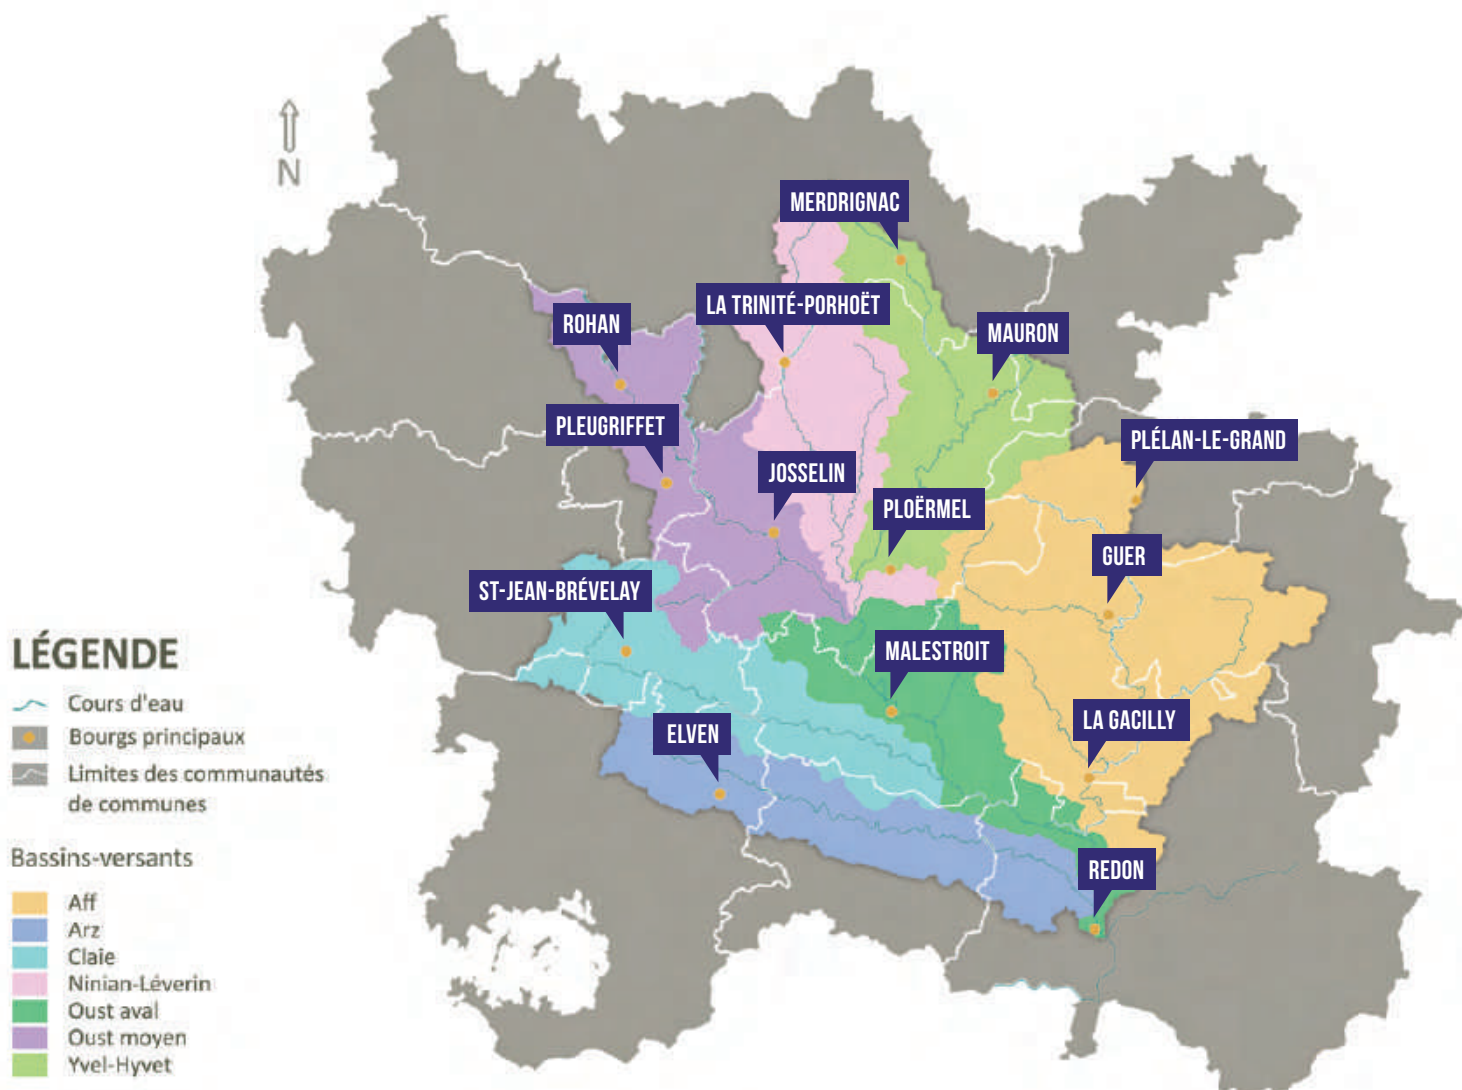 N
MERDRIGNAC
LA TRINITÉ-PORHOËT
ROHAN
MAURON
PLEUGRIFFET
PLÉLAN-LE-GRAND
JOSSELIN
PLOËRMEL
GUER
ST-JEAN-BRÉVELAY
MALESTROIT
LA GACILLY
ELVEN
REDON
LÉGENDE
Cours d'eau
Bourgs principaux
Limites des communautés
de communes
Bassins-versants
Aff
Arz
Claie
Ninian-Léverin
Oust aval
Oust moyen
Yvel-Hyvet